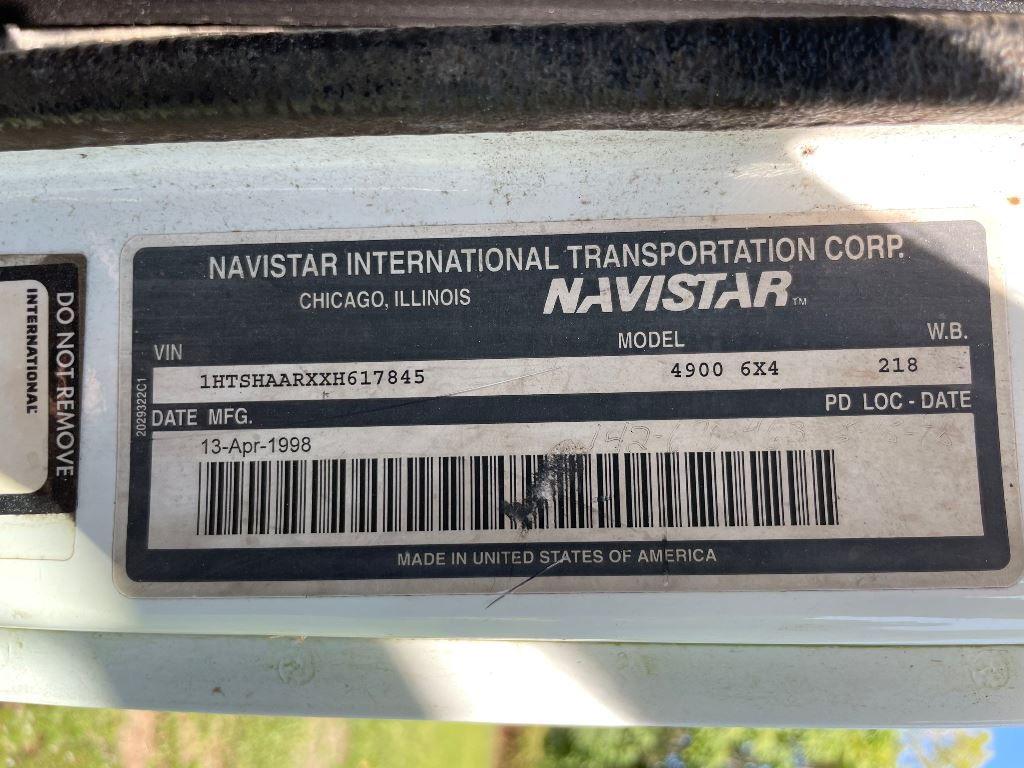 NAVISTAR INTERNATIONAL TRANSPORTATION CORP.
CHICAGO, ILLINOIS NAVISTAR™
VIN MODEL W.B.
1HTSHAARXXH617845 4900 6X4 218
DATE MFG. PD LOC - DATE
13-Apr-1998
MADE IN UNITED STATES OF AMERICA
2029322C1
DO NOT REMOVE
INTERNATIONAL